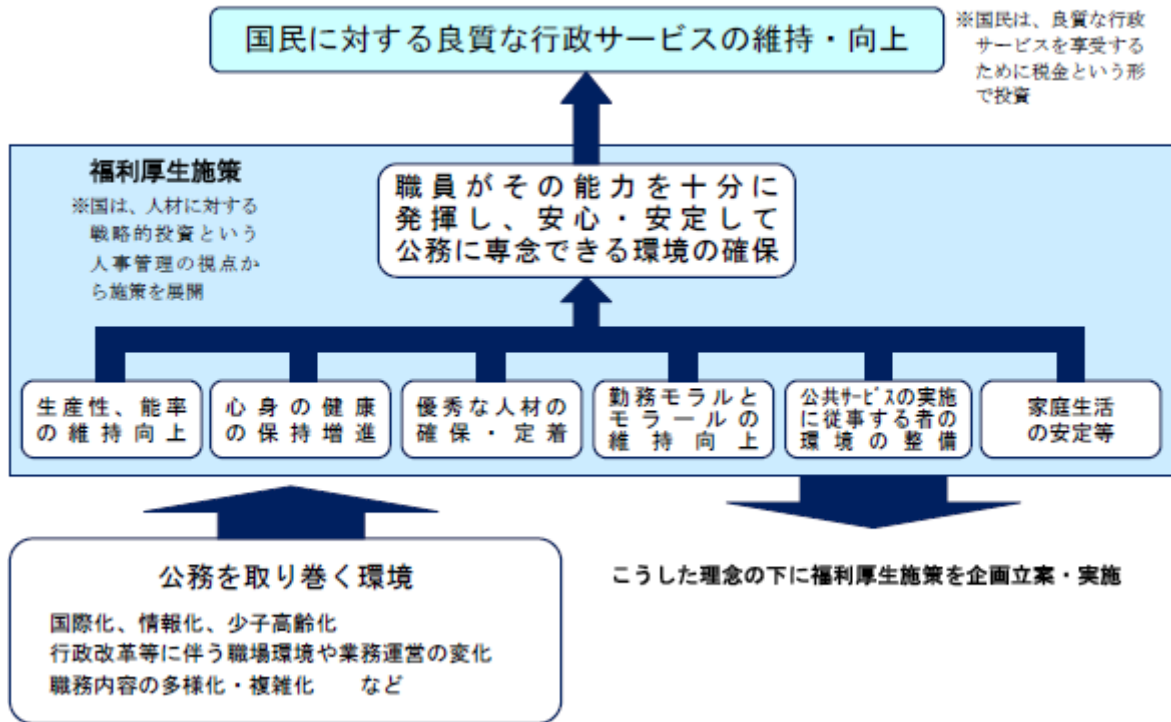 国民に対する良質な行政サービスの維持・向上
※国民は、良質な行政
サービスを享受する
ために税金という形
で投資
福利厚生施策
※国は、人材に対する
戦略的投資という
人事管理の視点か
ら施策を展開
職員がその能力を十分に
発揮し、安心・安定して
公務に専念できる環境の確保
生産性、能率
の維持向上
心身の健康
の保持増進
優秀な人材の
確保・定着
勤務モラルと
モラールの
維持向上
公共サービスの実施
に従事する者の
環境の整備
家庭生活
の安定等
公務を取り巻く環境
国際化、情報化、少子高齢化
行政改革等に伴う職場環境や業務運営の変化
職務内容の多様化・複雑化　など
こうした理念の下に福利厚生施策を企画立案・実施